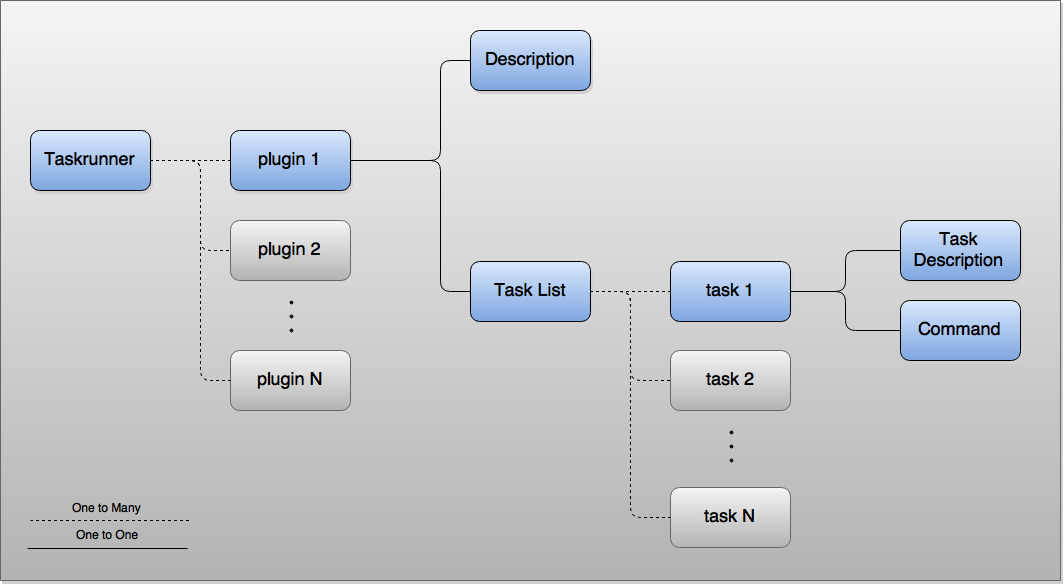 Description
Taskrunner
plugin 1
plugin 2
plugin N
Task List
task 1
task 2
task N
Task
Description
Command
One to Many
One to One